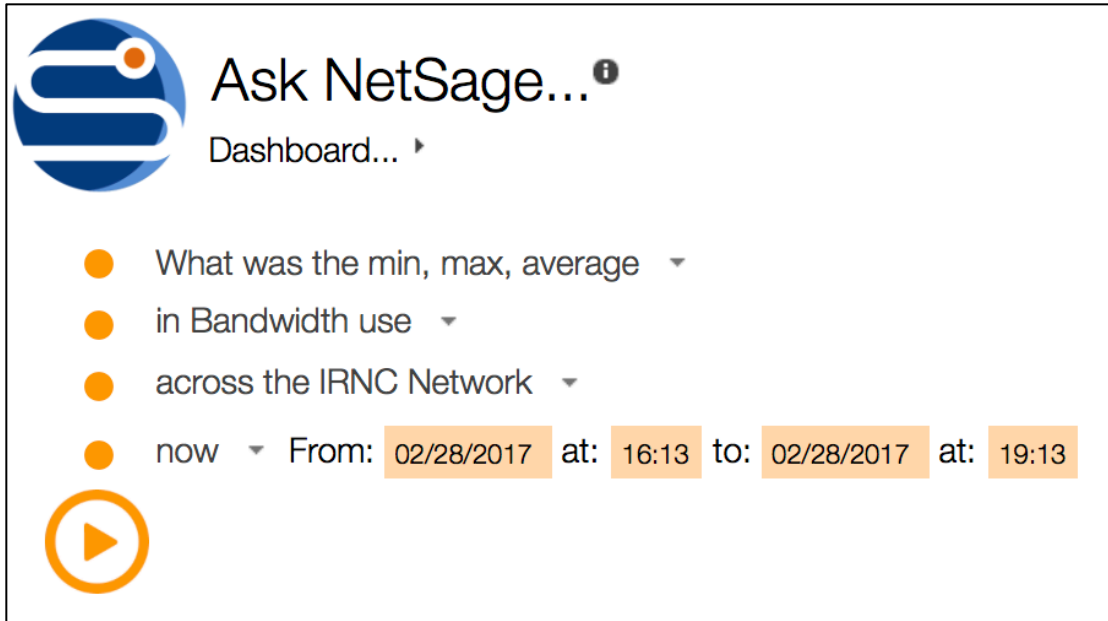 Ask NetSage...
Dashboard...
What was the min, max, average
in Bandwidth use
across the IRNC Network
now From: 02/28/2017 at: 16:13 to: 02/28/2017 at: 19:13